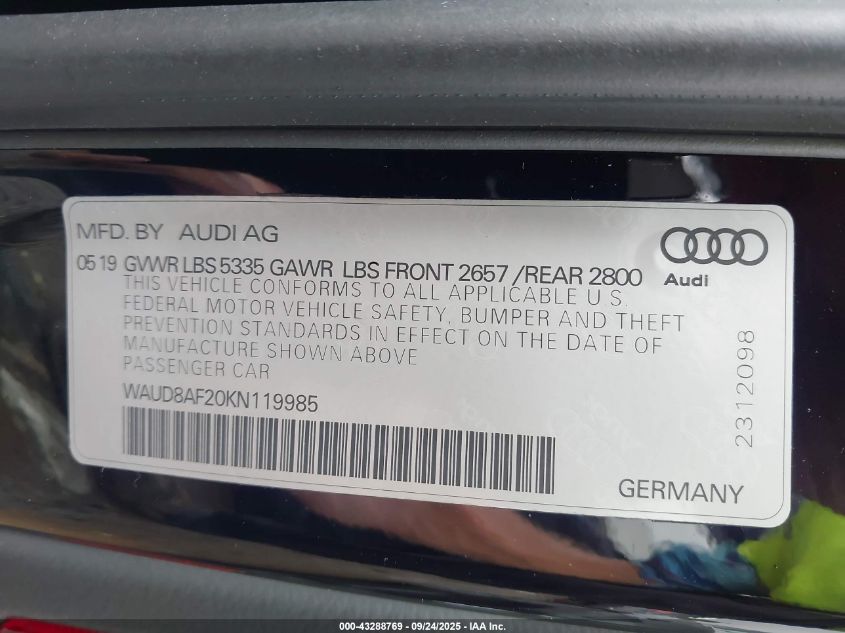 MFD. BY AUDI AG
05 19 GVWR LBS 5335 GAWR LBS FRONT 2657 /REAR 2800
Audi
THIS VEHICLE CONFORMS TO ALL APPLICABLE U S.
FEDERAL MOTOR VEHICLE SAFETY, BUMPER AND THEFT
PREVENTION STANDARDS IN EFFECT ON THE DATE OF
MANUFACTURE SHOWN ABOVE
PASSENGER CAR
WAUD8AF20KN119985
2312098
GERMANY
000-43288769 - 09/24/2025 - IAA Inc.